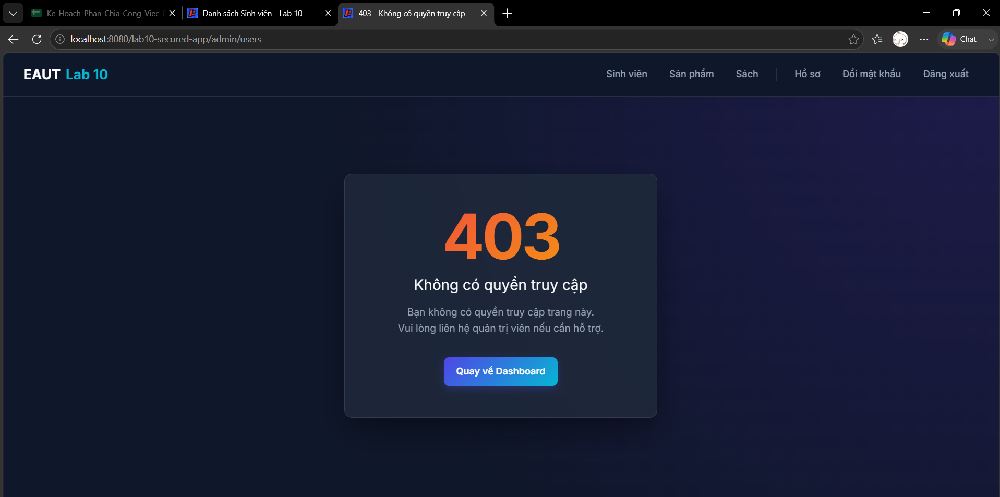 Ke_Hoach_Phan_Chia_Cong_Viec_
Danh sách Sinh viên - Lab 10
403 - Không có quyền truy cập
localhost:8080/lab10-secured-app/admin/users
Chat
EAUT Lab 10
Sinh viên
Sản phẩm
Sách
Hồ sơ
Đổi mật khẩu
Đăng xuất
403
Không có quyền truy cập
Bạn không có quyền truy cập trang này.
Vui lòng liên hệ quản trị viên nếu cần hỗ trợ.
Quay về Dashboard